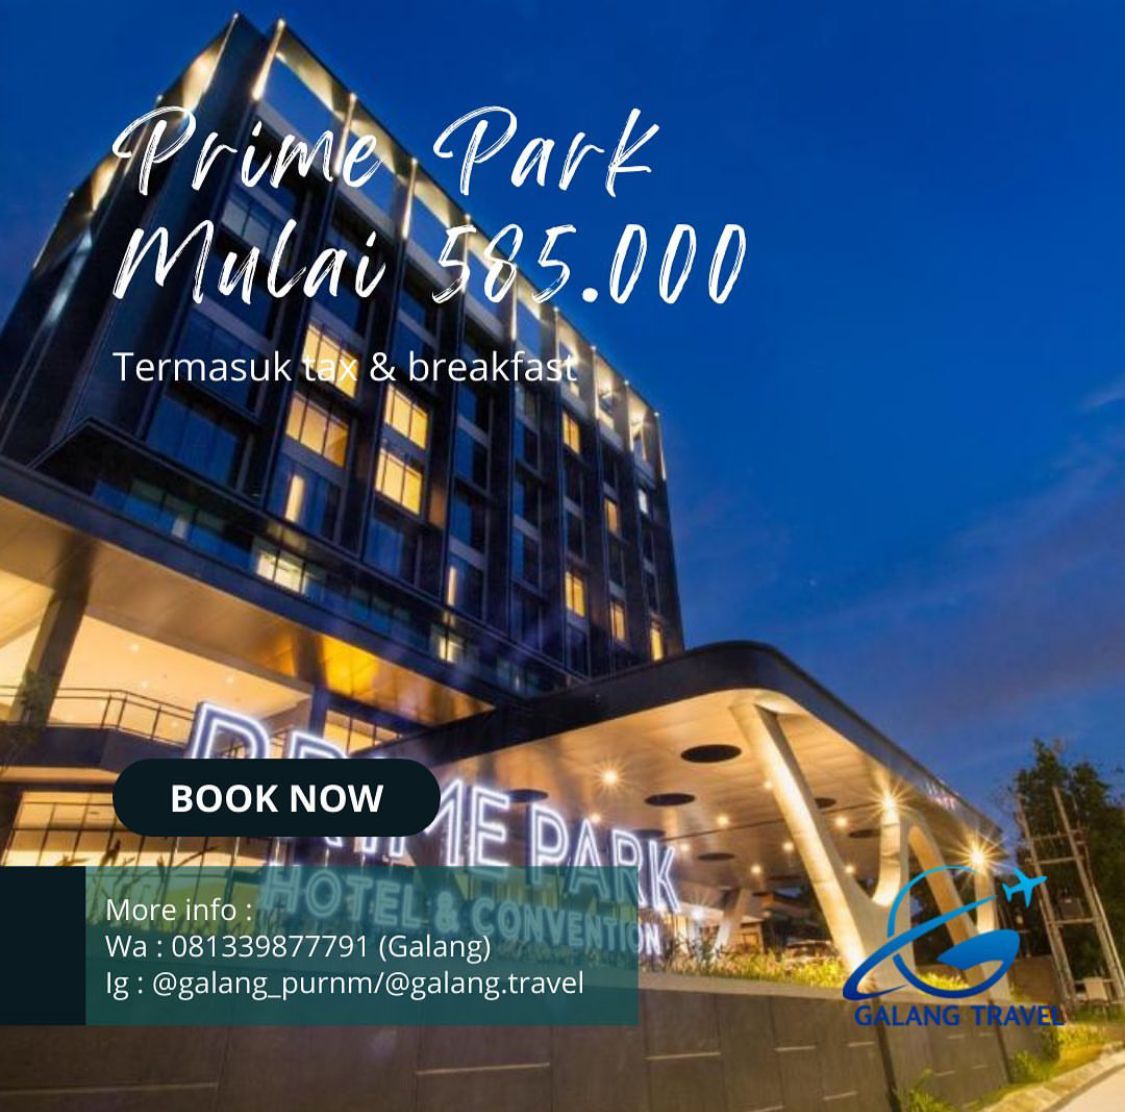 Prime Park
Mulai 585.000
Termasuk tax & breakfast
BOOK NOW
PRIME PARK
HOTEL & CONVENTION
More info :
Wa : 081339877791 (Galang)
Ig : @galang_purnm/@galang.travel
GALANG TRAVEL